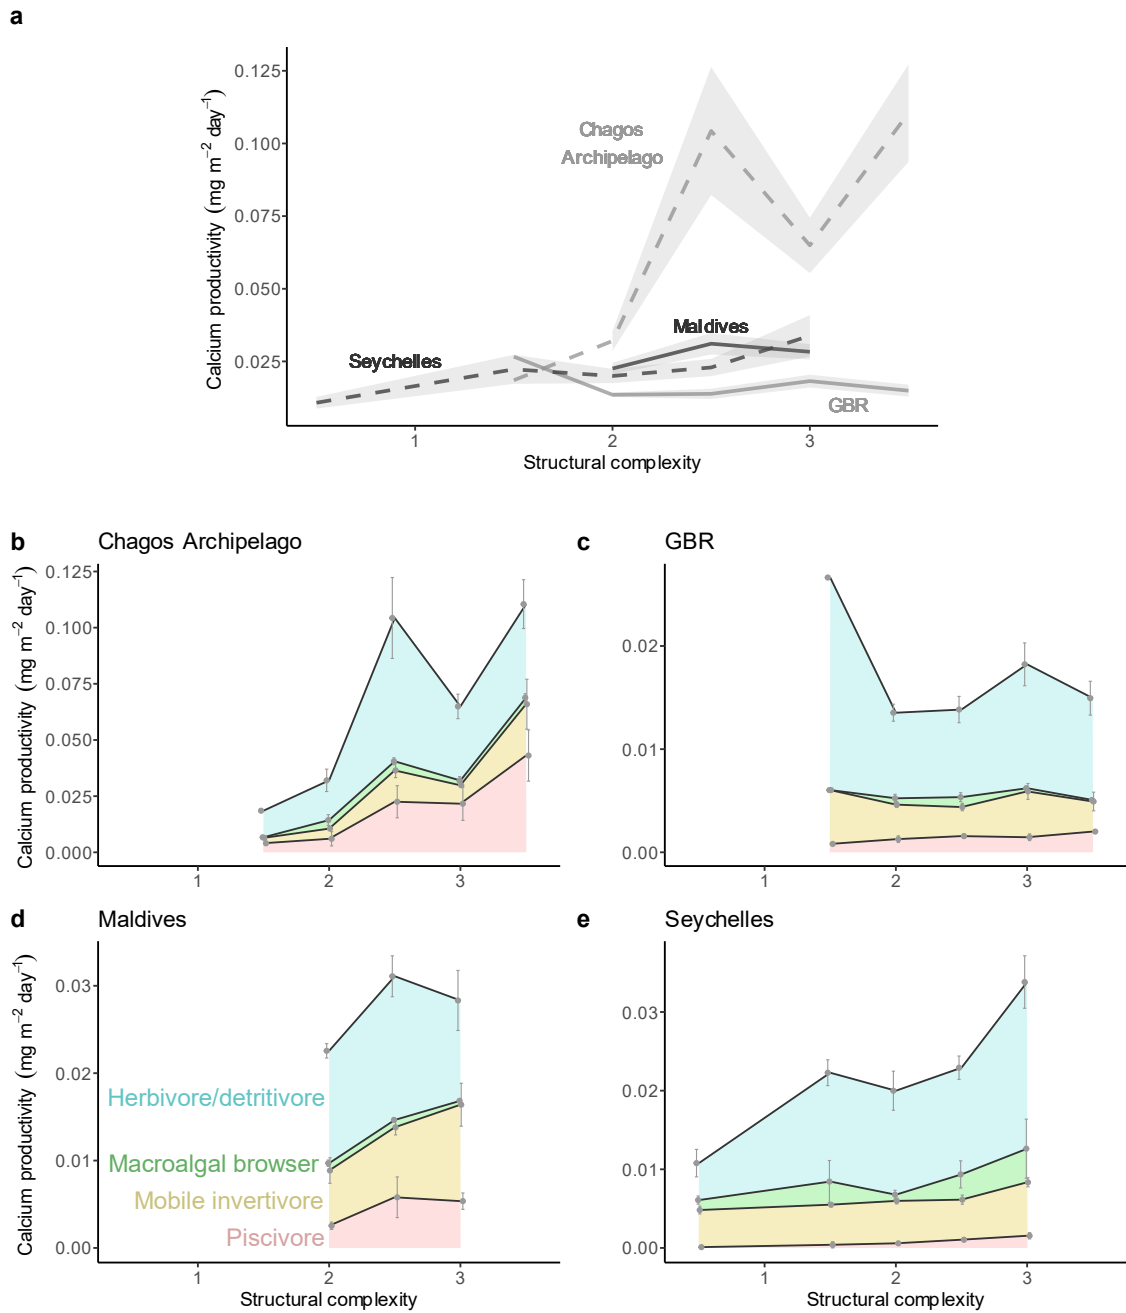 a
0.125
0.100
0.075
0.050
0.025
Calcium productivity (mg m⁻² day⁻¹)
Chagos
Archipelago
Maldives
Seychelles
GBR
1 2 3
Structural complexity
b Chagos Archipelago
0.125
0.100
0.075
0.050
0.025
0.000
Calcium productivity (mg m⁻² day⁻¹)
1 2 3
c GBR
0.02
0.01
0.00
1 2 3
d Maldives
0.03
0.02
0.01
0.00
Calcium productivity (mg m⁻² day⁻¹)
Herbivore/detritivore
Macroalgal browser
Mobile invertivore
Piscivore
1 2 3
Structural complexity
e Seychelles
0.03
0.02
0.01
0.00
1 2 3
Structural complexity